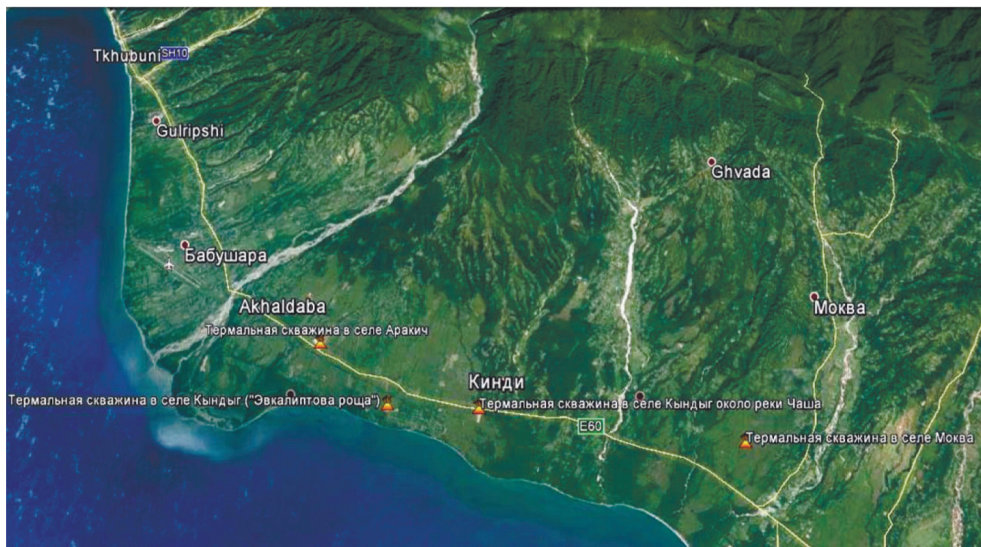 Tkhubuni SH10
Gulripshi
Ghvada
Бабушара
Akhaldaba
Моква
Термальная скважина в селе Аракич
Кинди
Термальная скважина в селе Кындыг ("Эвкалиптова роща")
Термальная скважина в селе Кындыг около реки Чаша
E60
Термальная скважина в селе Моква